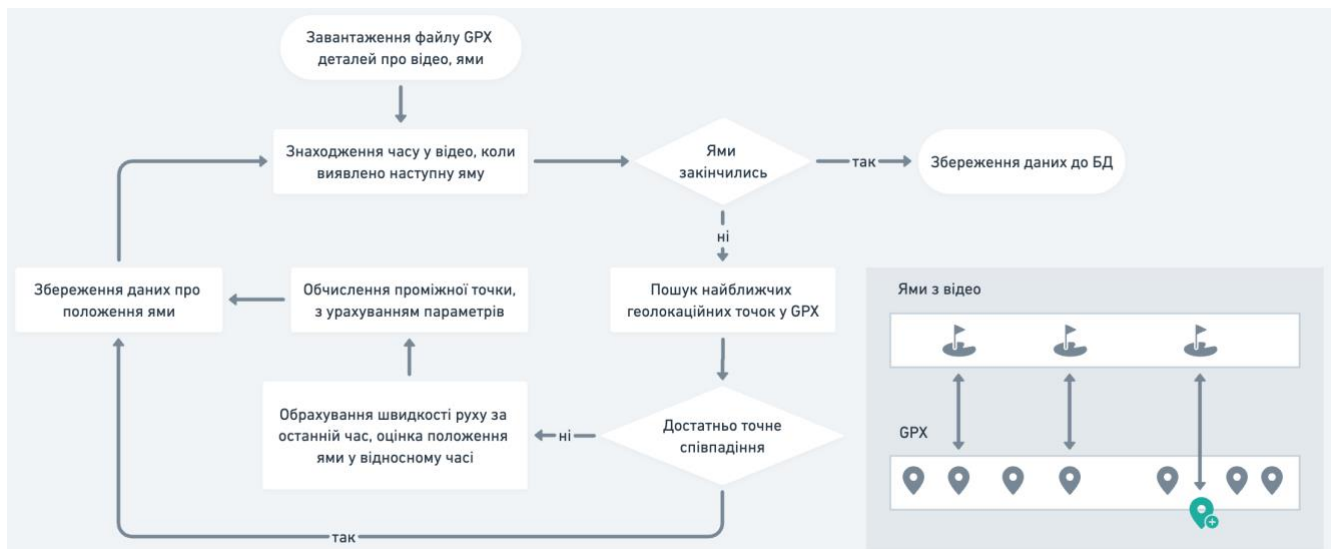 Завантаження файлу GPX
деталей про відео, ями
Знаходження часу у відео, коли
виявлено наступну яму
Ями
закінчились
так
Збереження даних до БД
ні
Збереження даних про
положення ями
Обчислення проміжної точки,
з урахуванням параметрів
Пошук найближчих
геолокаційних точок у GPX
Обрахування швидкості руху за
останній час, оцінка положення
ями у відносному часі
ні
Достатньо точне
співпадіння
так
Ями з відео
GPX